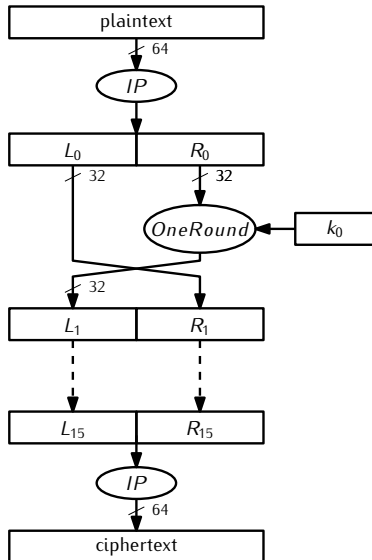 plaintext
64
IP
L₀ R₀
32 32
OneRound k₀
32
L₁ R₁
L₁₅ R₁₅
IP
64
ciphertext